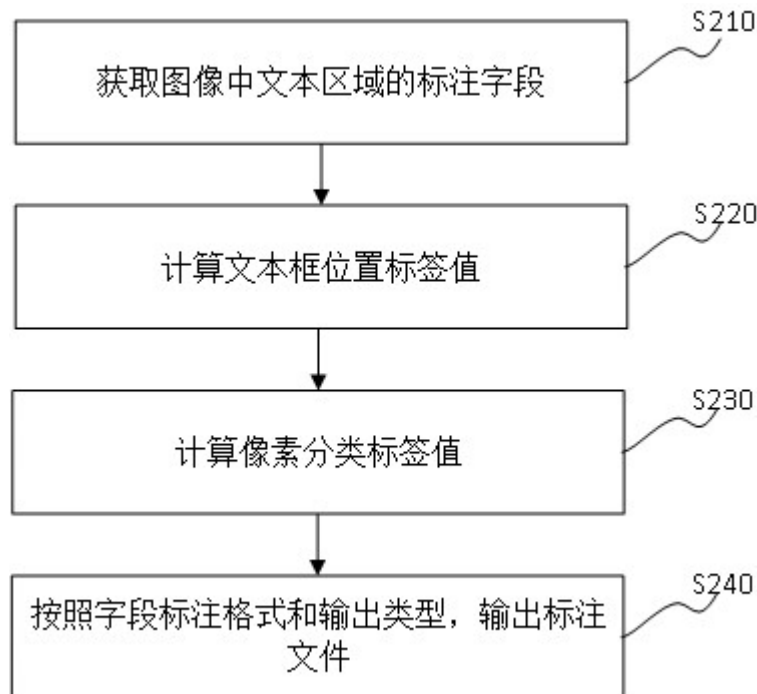 S210
获取图像中文本区域的标注字段
S220
计算文本框位置标签值
S230
计算像素分类标签值
S240
按照字段标注格式和输出类型，输出标注
文件